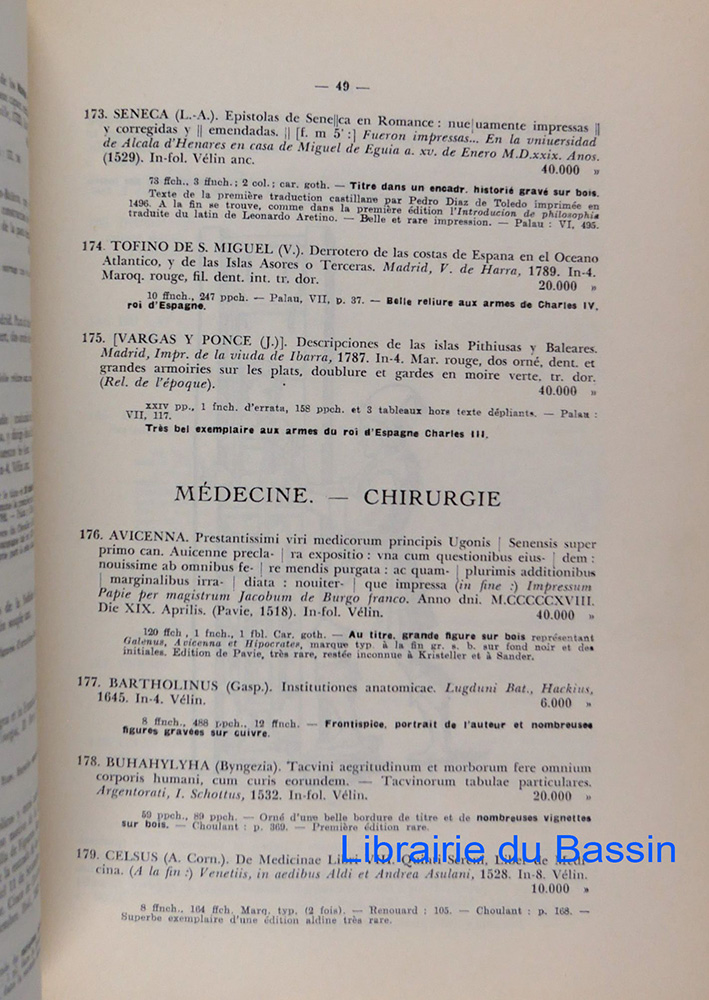 — 49 —
173. SENECA (L.-A.). Epistolas de Sene||ca en Romance : nue|uamente impressas ||
y corregidas y || emendadas. || [f. m 5' :] Fueron impressas... En la vniuersidad
de Alcala d'Henares en casa de Miguel de Eguia a. xv. de Enero M.D.xxix. Anos.
(1529). In-fol. Vélin anc. 40.000 »
73 ffch., 3 ffnch.; 2 col.; car. goth. — Titre dans un encadr. historié gravé sur bois.
Texte de la première traduction castillane par Pedro Diaz de Toledo imprimée en
1496. A la fin se trouve, comme dans la première édition l'Introducion de philosophia
traduite du latin de Leonardo Aretino. — Belle et rare impression. — Palau : VI, 495.
174. TOFINO DE S. MIGUEL (V.). Derrotero de las costas de Espana en el Oceano
Atlantico, y de las Islas Asores o Terceras. Madrid, V. de Harra, 1789. In-4.
Maroq. rouge, fil. dent. int. tr. dor. 20.000 »
10 ffnch., 247 ppch. — Palau, VII, p. 37. — Belle reliure aux armes de Charles IV,
roi d'Espagne.
175. [VARGAS Y PONCE (J.)]. Descripciones de las islas Pithiusas y Baleares.
Madrid, Impr. de la viuda de Ibarra, 1787. In-4. Mar. rouge, dos orné, dent. et
grandes armoiries sur les plats, doublure et gardes en moire verte, tr. dor.
(Rel. de l'époque). 40.000 »
XXIV pp., 1 fnch. d'errata, 158 ppch. et 3 tableaux hors texte dépliants. — Palau :
VII, 117.
Très bel exemplaire aux armes du roi d'Espagne Charles III.
MÉDECINE. — CHIRURGIE
176. AVICENNA. Prestantissimi viri medicorum principis Ugonis | Senensis super
primo can. Auicenne precla- | ra expositio : vna cum questionibus eius- | dem :
nouissime ab omnibus fe- | re mendis purgata : ac quam- | plurimis additionibus
| marginalibus irra- | diata : nouiter- | que impressa (in fine :) Impressum
Papie per magistrum Jacobum de Burgo franco. Anno dni. M.CCCCCXVIII.
Die XIX. Aprilis. (Pavie, 1518). In-fol. Vélin. 40.000 »
120 ffch , 1 fnch., 1 fbl. Car. goth. — Au titre, grande figure sur bois représentant
Galenus, Avicenna et Hipocrates, marque typ. à la fin gr. s. b. sur fond noir et des
initiales. Edition de Pavie, très rare, restée inconnue à Kristeller et à Sander.
177. BARTHOLINUS (Gasp.). Institutiones anatomicae. Lugduni Bat., Hackius,
1645. In-4. Vélin. 6.000 »
8 ffnch., 488 ppch., 12 ffnch. — Frontispice, portrait de l'auteur et nombreuses
figures gravées sur cuivre.
178. BUHAHYLYHA (Byngezia). Tacvini aegritudinum et morborum fere omnium
corporis humani, cum curis eorundem. — Tacvinorum tabulae particulares.
Argentorati, I. Schottus, 1532. In-fol. Vélin. 20.000 »
59 ppch., 89 ppch. — Orné d'une belle bordure de titre et de nombreuses vignettes
sur bois. — Choulant : p. 369. — Première édition rare.
179. CELSUS (A. Corn.). De Medicinae Libri VIII. Quinti Sereni, Liber de Medi-
cina. (A la fin :) Venetiis, in aedibus Aldi et Andrea Asulani, 1528. In-8. Vélin.
10.000 »
8 ffnch., 164 ffch. Marq. typ. (2 fois). — Renouard : 105. — Choulant : p. 168. —
Superbe exemplaire d'une édition aldine très rare.
Librairie du Bassin